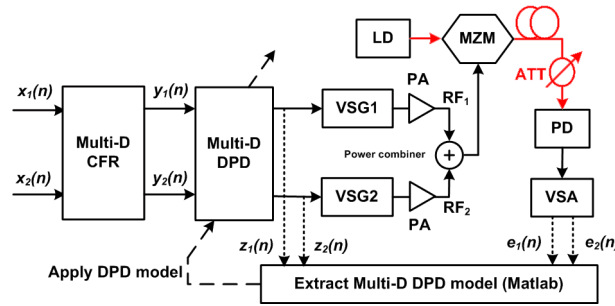 LD
MZM
ATT
x1(n)
y1(n)
PA
RF1
VSG1
PD
Multi-D
CFR
Multi-D
DPD
Power combiner
x2(n)
y2(n)
VSG2
RF2
VSA
PA
z1(n)
z2(n)
e1(n)
e2(n)
Apply DPD model
Extract Multi-D DPD model (Matlab)